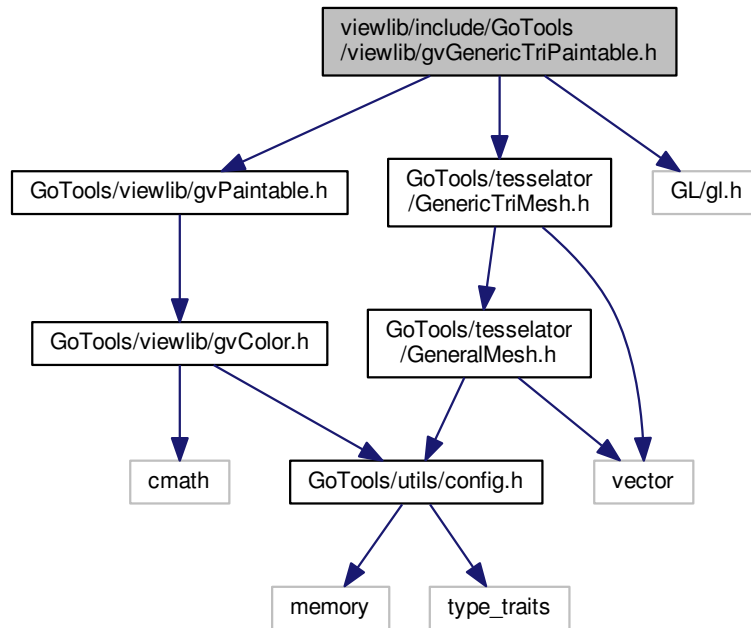 viewlib/include/GoTools
/viewlib/gvGenericTriPaintable.h
GoTools/viewlib/gvPaintable.h
GoTools/tesselator
/GenericTriMesh.h
GL/gl.h
GoTools/viewlib/gvColor.h
GoTools/tesselator
/GeneralMesh.h
cmath
GoTools/utils/config.h
vector
memory
type_traits